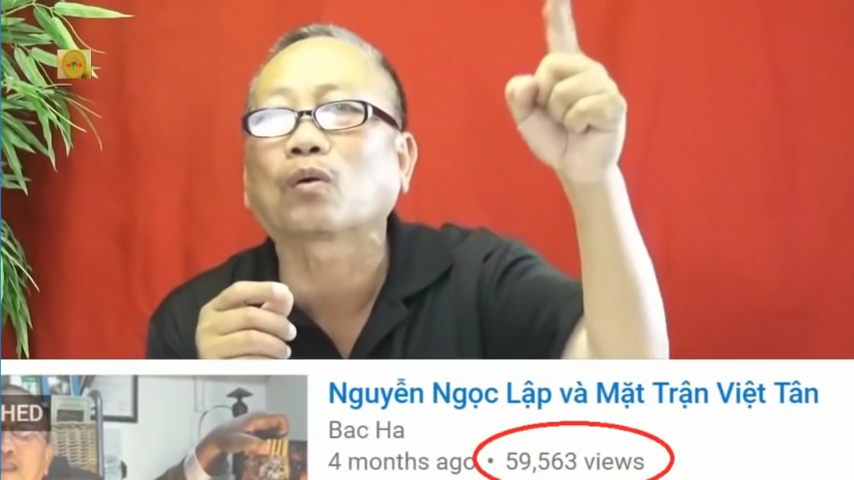 HED
Nguyễn Ngọc Lập và Mặt Trận Việt Tân
Bac Ha
4 months ago • 59,563 views